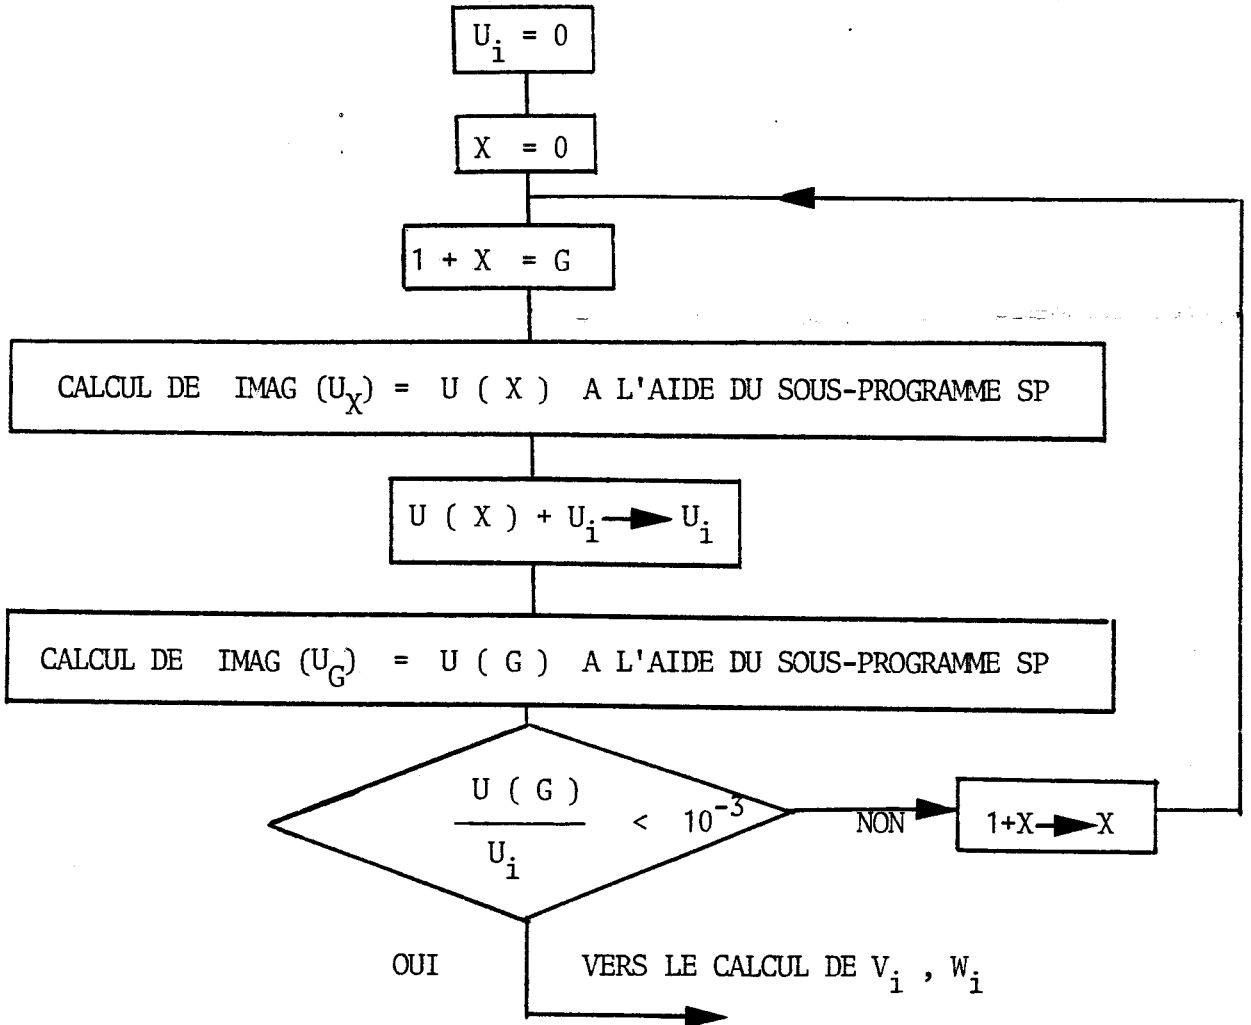 U_i = 0
X = 0
1 + X = G
CALCUL DE IMAG (U_X) = U ( X ) A L'AIDE DU SOUS-PROGRAMME SP
U ( X ) + U_i → U_i
CALCUL DE IMAG (U_G) = U ( G ) A L'AIDE DU SOUS-PROGRAMME SP
U ( G )
U_i
< 10^-3
NON
1+X→X
OUI
VERS LE CALCUL DE V_i , W_i